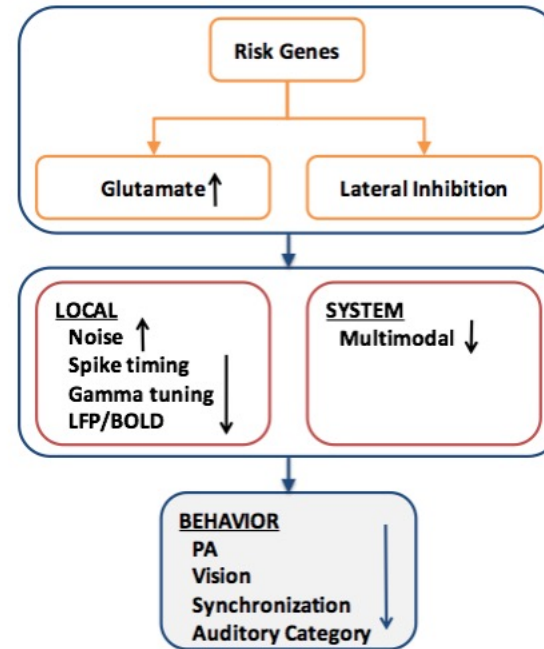 Risk Genes
Glutamate
Lateral Inhibition
LOCAL
Noise
Spike timing
Gamma tuning
LFP/BOLD
SYSTEM
Multimodal
BEHAVIOR
PA
Vision
Synchronization
Auditory Category